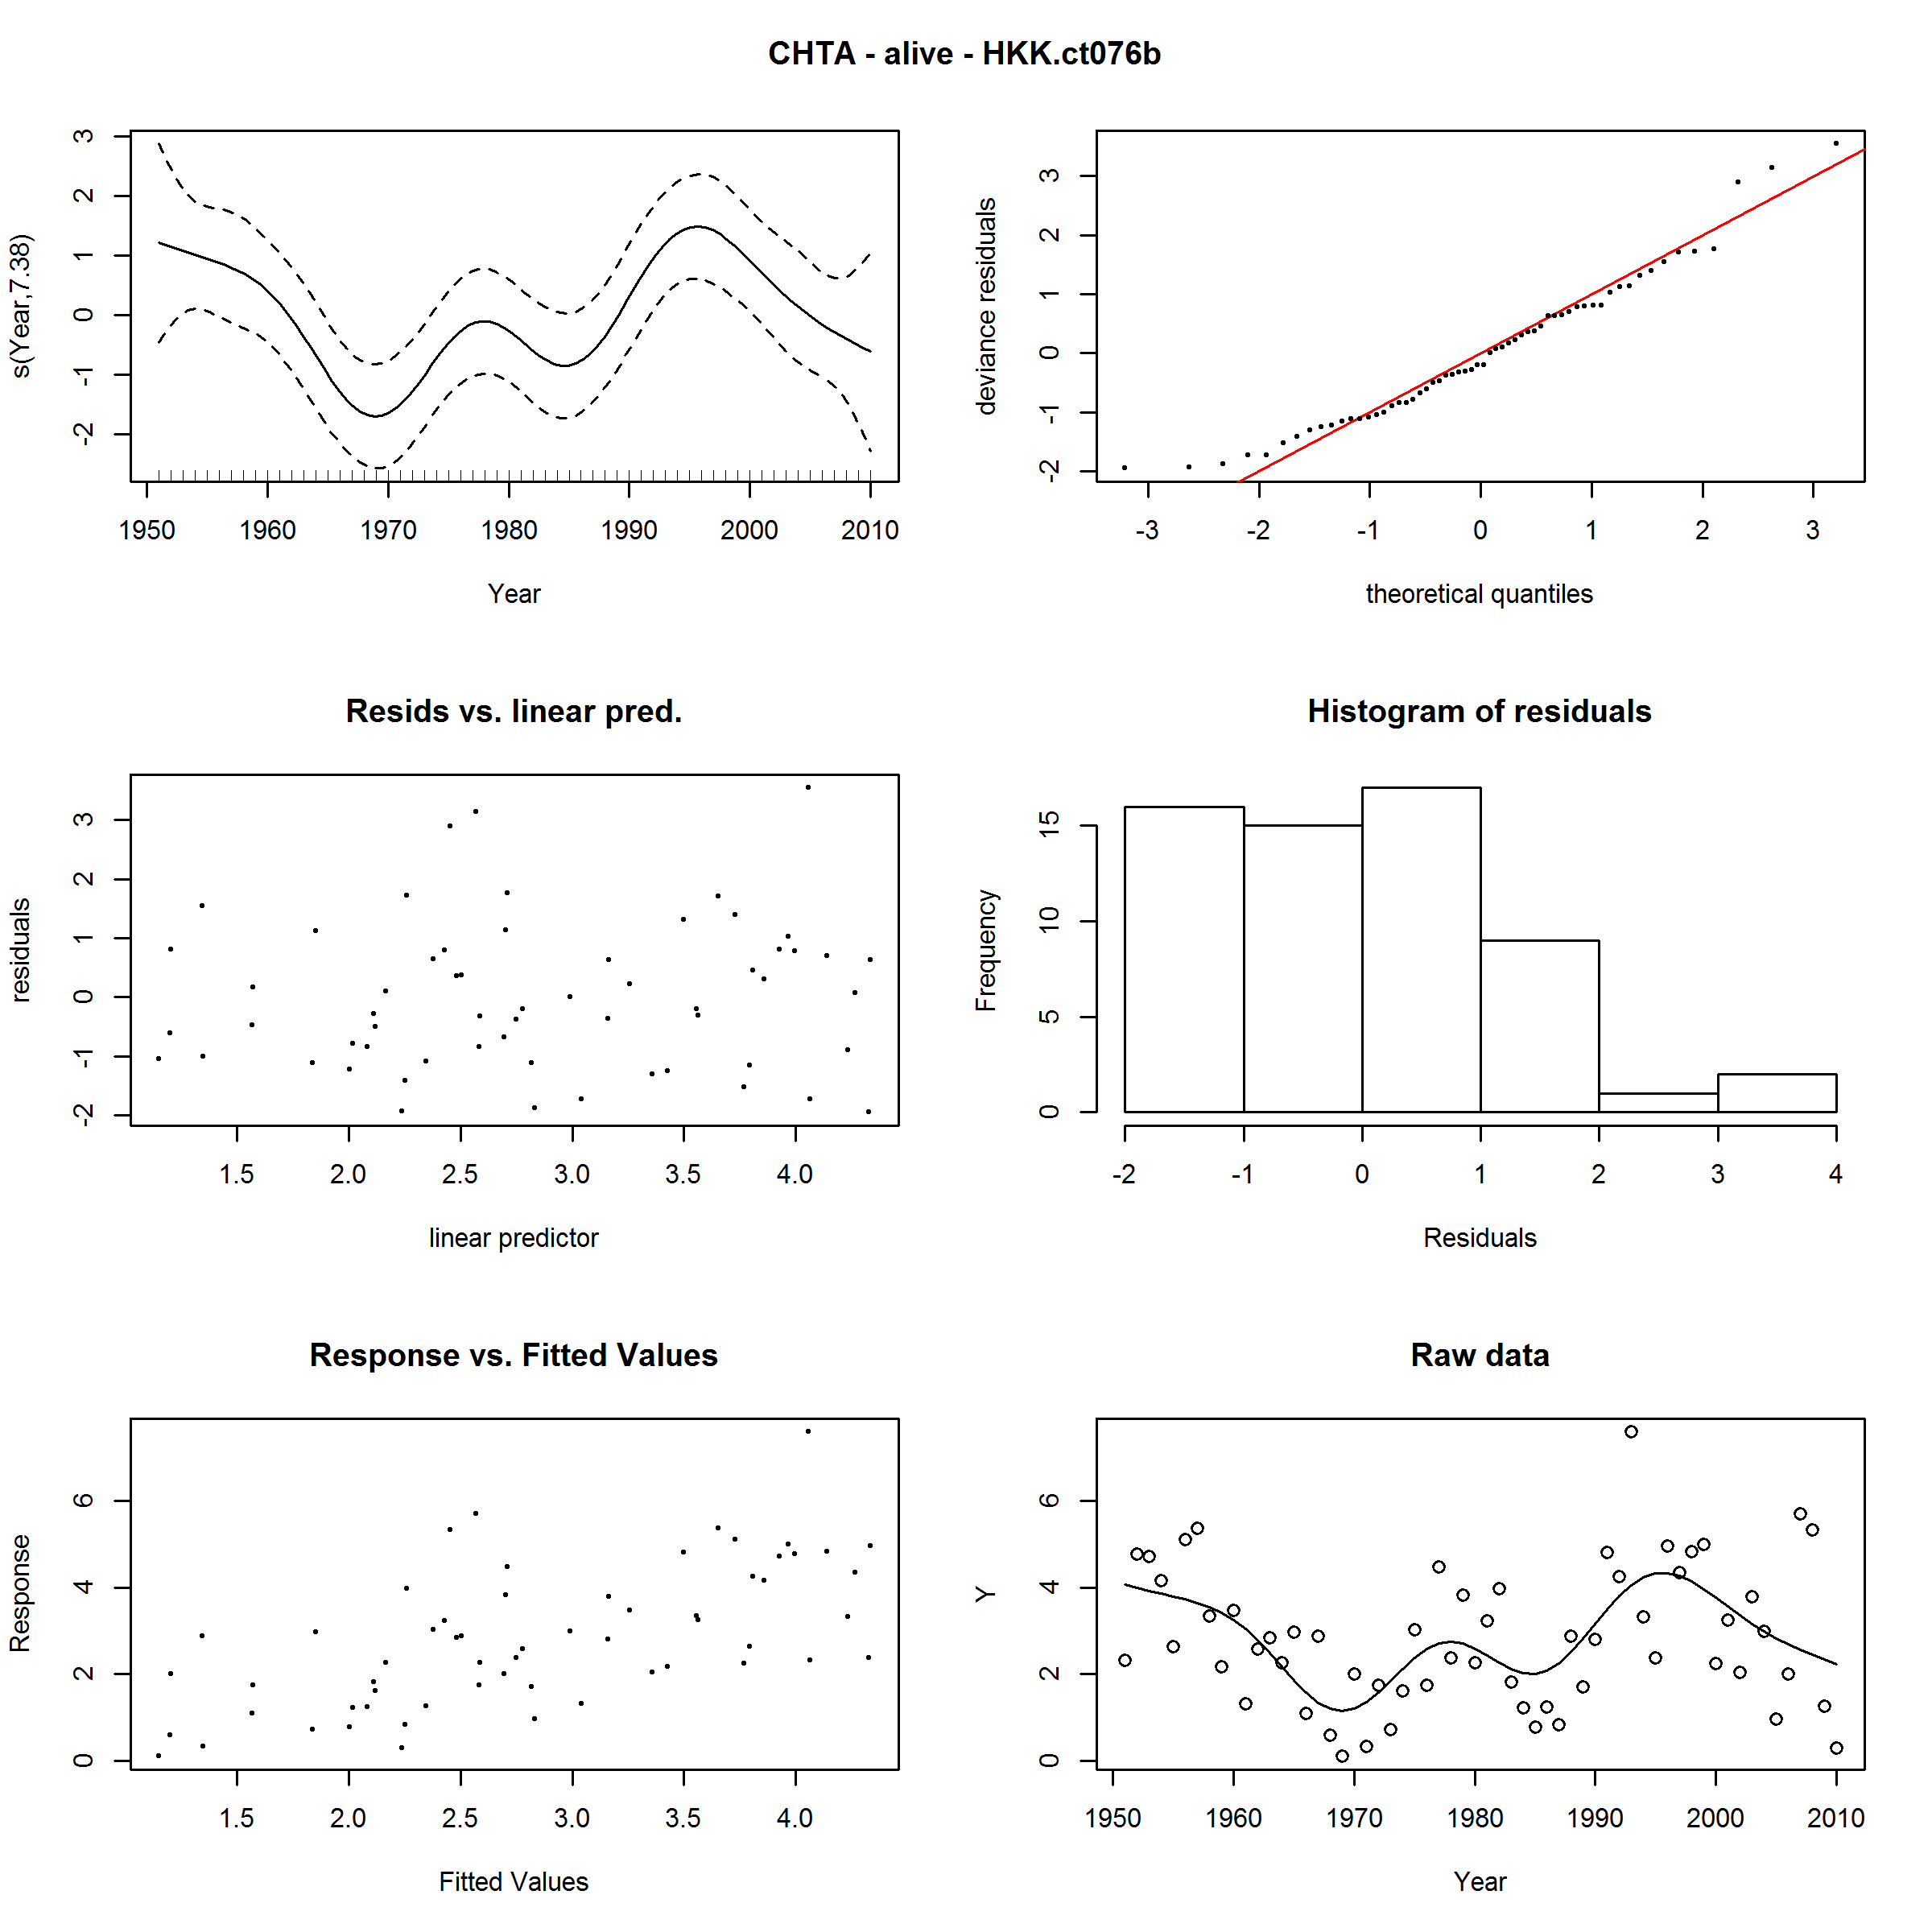 CHTA - alive - HKK.ct076b
s(Year,7.38)
3
2
1
0
-1
-2
1950 1960 1970 1980 1990 2000 2010
Year
deviance residuals
3
2
1
0
-1
-2
-3 -2 -1 0 1 2 3
theoretical quantiles
Resids vs. linear pred.
residuals
3
2
1
0
-1
-2
1.5 2.0 2.5 3.0 3.5 4.0
linear predictor
Histogram of residuals
Frequency
15
10
5
0
-2 -1 0 1 2 3 4
Residuals
Response vs. Fitted Values
Response
6
4
2
0
1.5 2.0 2.5 3.0 3.5 4.0
Fitted Values
Raw data
Y
6
4
2
0
1950 1960 1970 1980 1990 2000 2010
Year